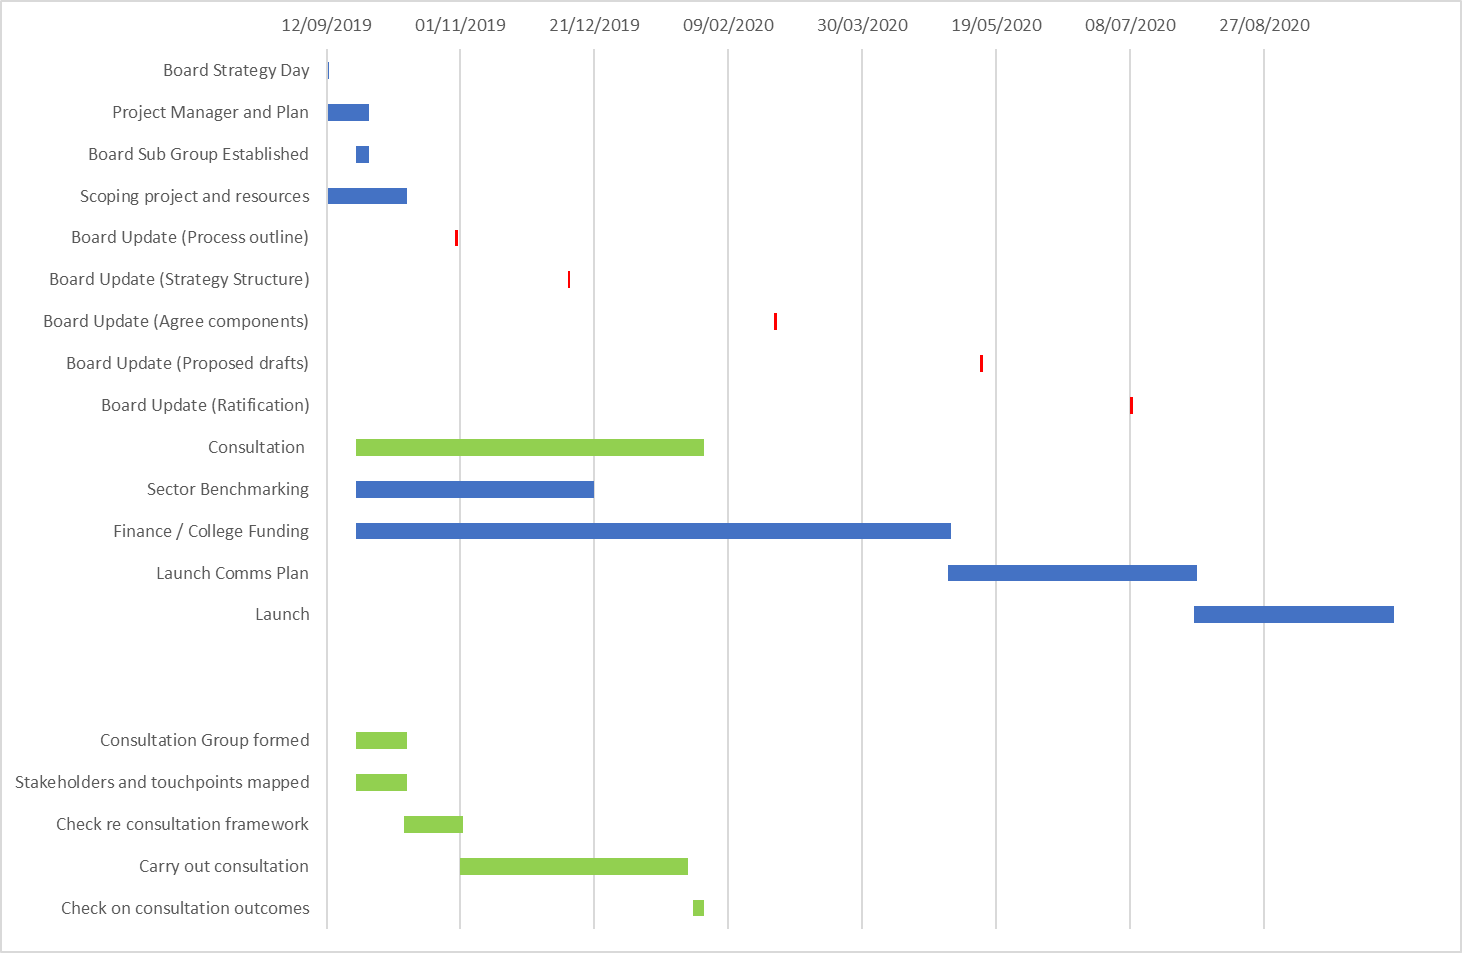 12/09/2019 01/11/2019 21/12/2019 09/02/2020 30/03/2020 19/05/2020 08/07/2020 27/08/2020
Board Strategy Day
Project Manager and Plan
Board Sub Group Established
Scoping project and resources
Board Update (Process outline)
Board Update (Strategy Structure)
Board Update (Agree components)
Board Update (Proposed drafts)
Board Update (Ratification)
Consultation
Sector Benchmarking
Finance / College Funding
Launch Comms Plan
Launch
Consultation Group formed
Stakeholders and touchpoints mapped
Check re consultation framework
Carry out consultation
Check on consultation outcomes